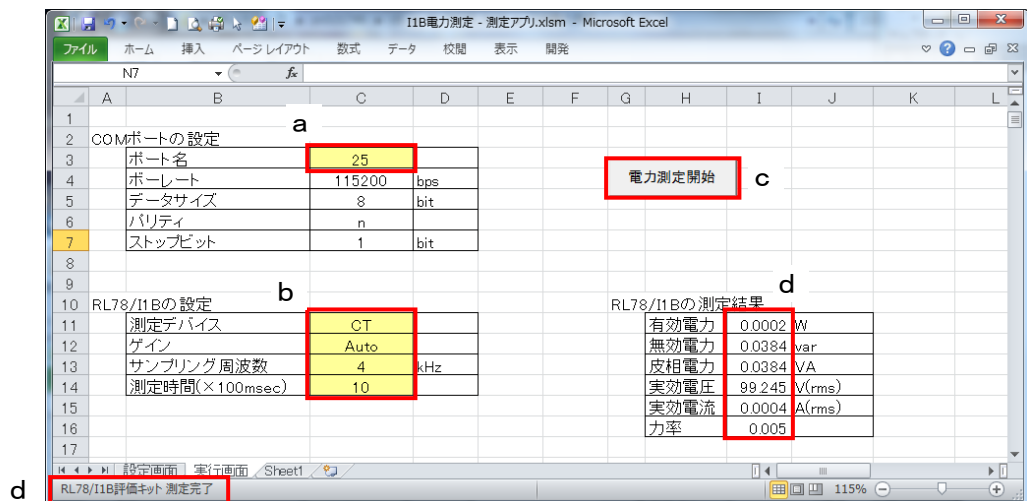 I1B電力測定 - 測定アプリ.xlsm - Microsoft Excel
ファイル ホーム 挿入 ページ レイアウト 数式 データ 校閲 表示 開発
N7 fx
A B C D E F G H I J K L
1
a
2 COMポートの設定
3 ポート名 25
4 ボーレート 115200 bps
電力測定開始 c
5 データサイズ 8 bit
6 パリティ n
7 ストップビット 1 bit
8
9
b d
10 RL78/I1Bの設定 RL78/I1Bの測定結果
11 測定デバイス CT 有効電力 0.0002 W
12 ゲイン Auto 無効電力 0.0384 var
13 サンプリング周波数 4 kHz 皮相電力 0.0384 VA
14 測定時間(×100msec) 10 実効電圧 99.245 V(rms)
15 実効電流 0.0004 A(rms)
16 力率 0.005
17
設定画面 実行画面 Sheet1
d RL78/I1B評価キット 測定完了 115%